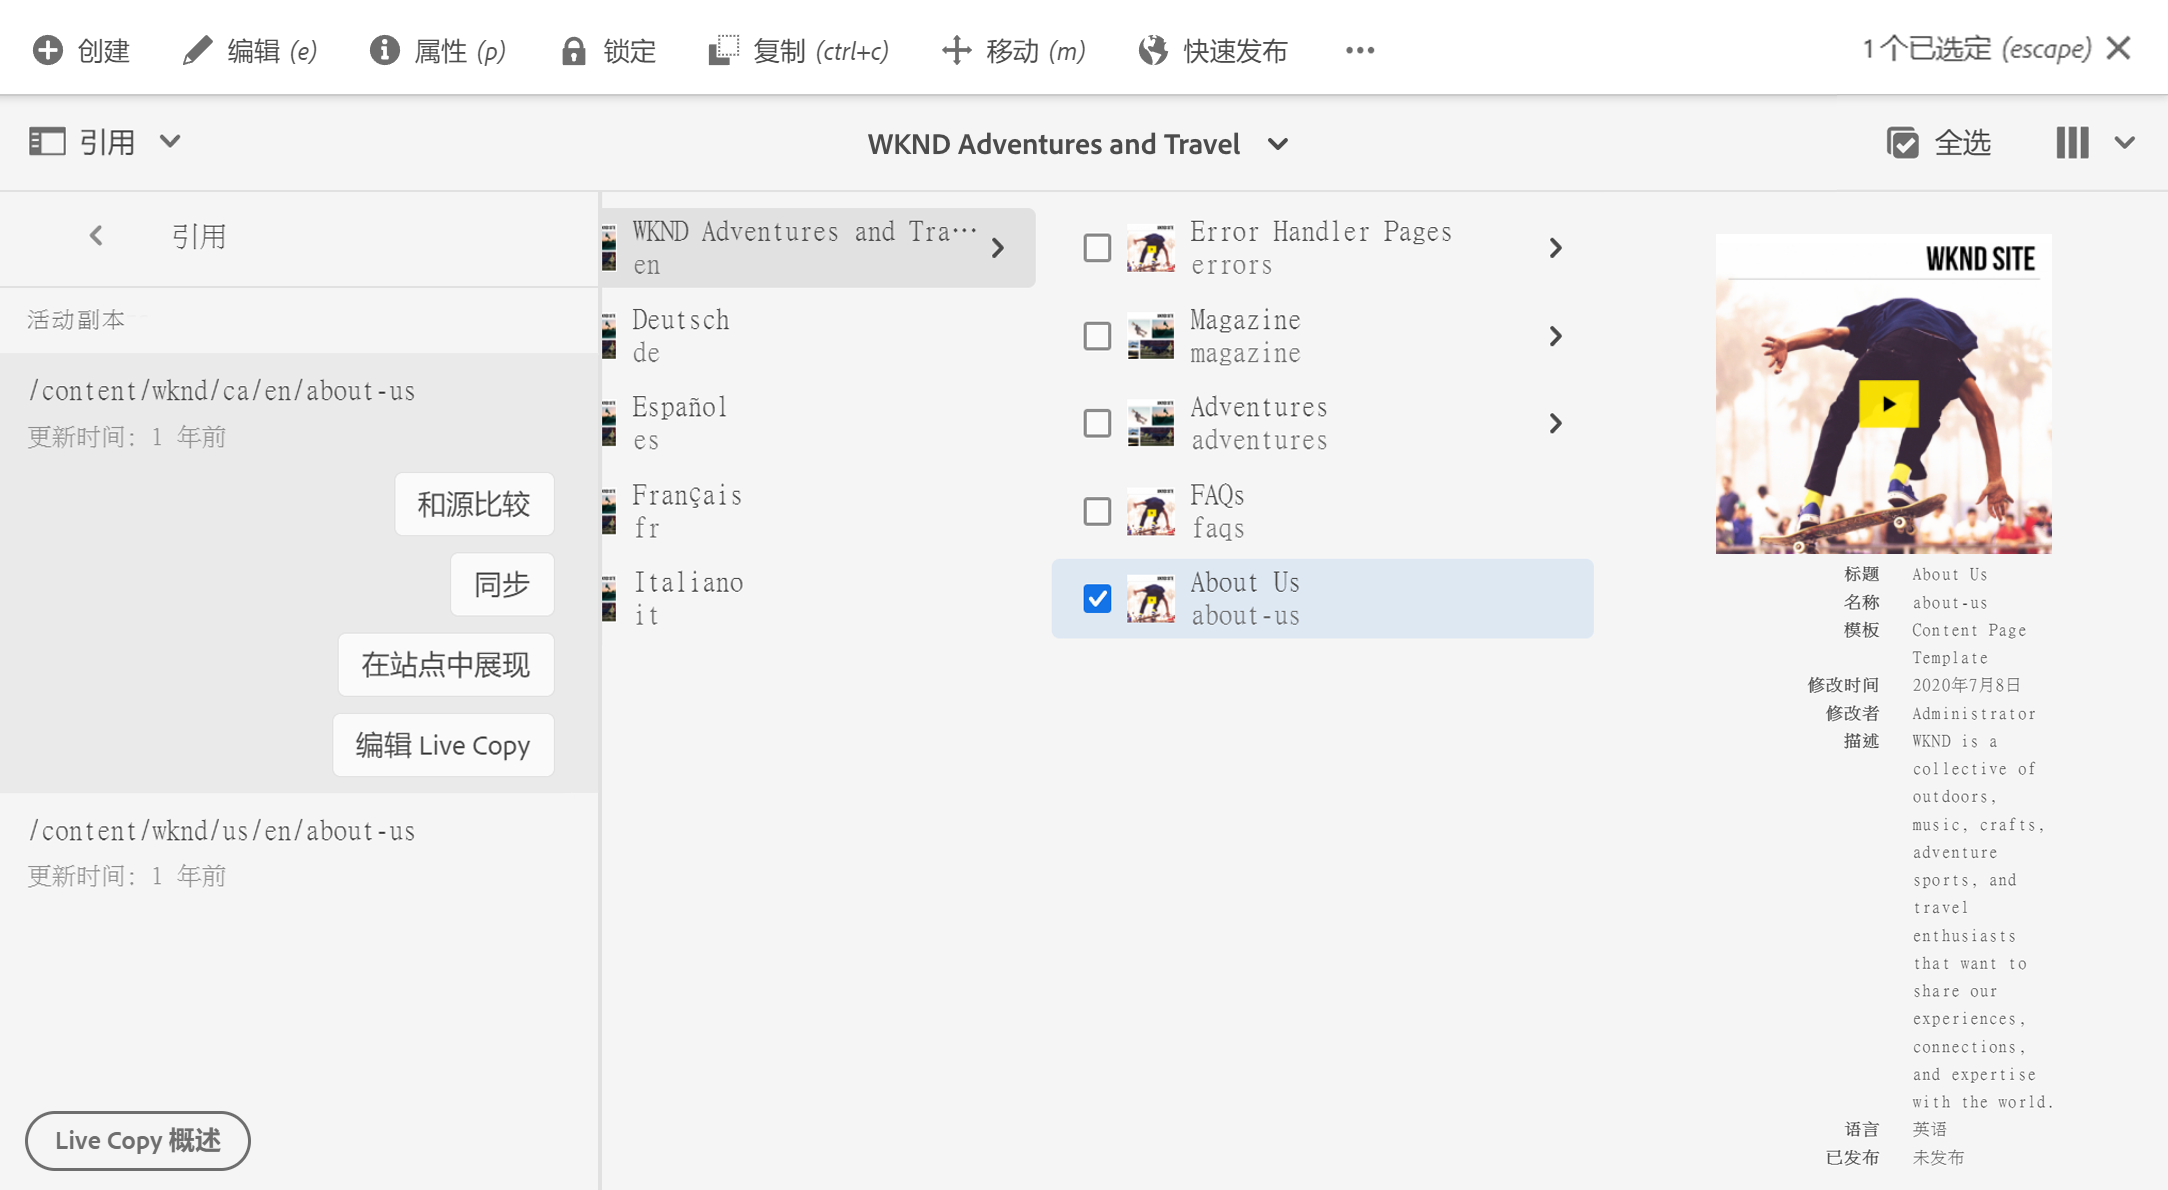 创建
编辑 (e)
属性 (p)
锁定
复制 (ctrl+c)
移动 (m)
快速发布
1个已选定 (escape)
引用
WKND Adventures and Travel
全选
引用
活动副本
/content/wknd/ca/en/about-us
更新时间: 1 年前
和源比较
同步
在站点中展现
编辑 Live Copy
/content/wknd/us/en/about-us
更新时间: 1 年前
Live Copy 概述
WKND Adventures and Tra…
en
Deutsch
de
Español
es
Français
fr
Italiano
it
Error Handler Pages
errors
Magazine
magazine
Adventures
adventures
FAQs
faqs
About Us
about-us
WKND SITE
标题 About Us
名称 about-us
模板 Content Page
Template
修改时间 2020年7月8日
修改者 Administrator
描述 WKND is a
collective of
outdoors,
music, crafts,
adventure
sports, and
travel
enthusiasts
that want to
share our
experiences,
connections,
and expertise
with the world.
语言 英语
已发布 未发布